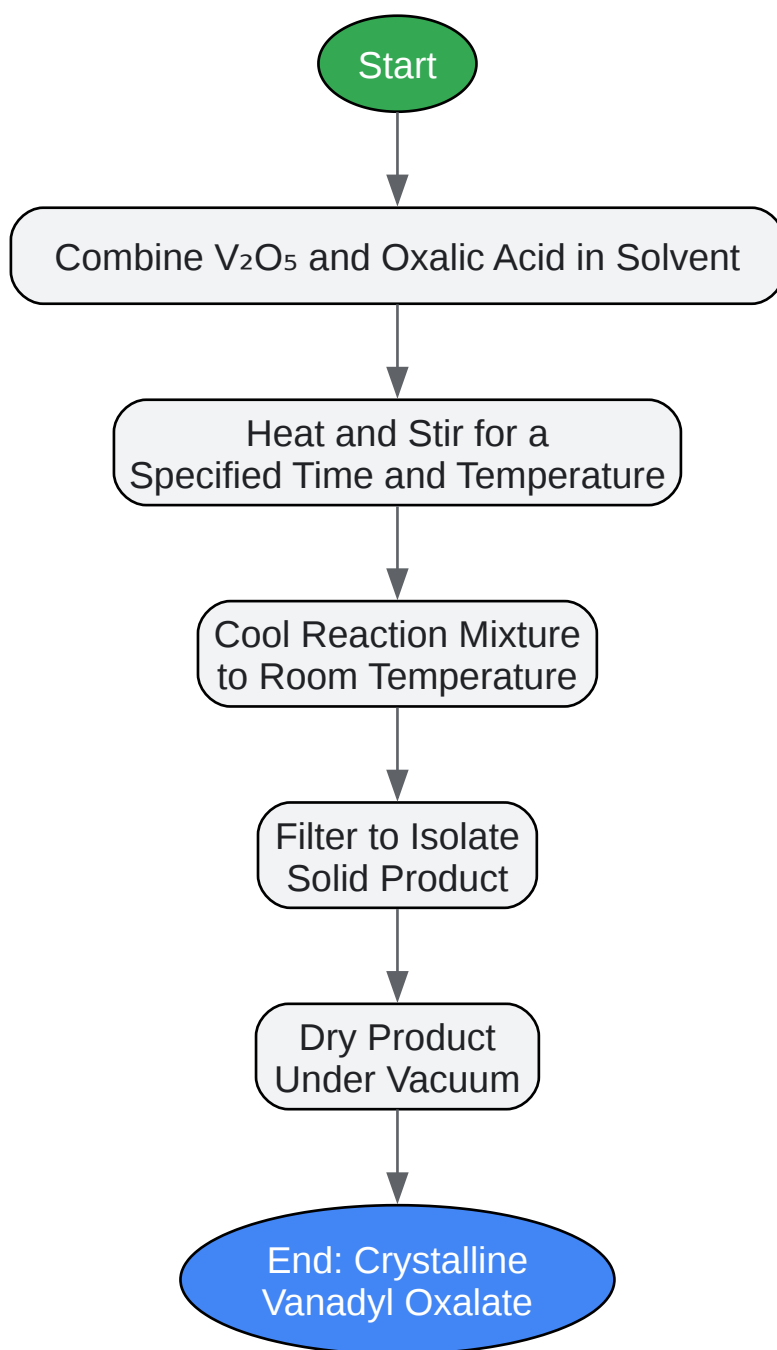 Start
Combine V₂O₅ and Oxalic Acid in Solvent
Heat and Stir for a
Specified Time and Temperature
Cool Reaction Mixture
to Room Temperature
Filter to Isolate
Solid Product
Dry Product
Under Vacuum
End: Crystalline
Vanadyl Oxalate